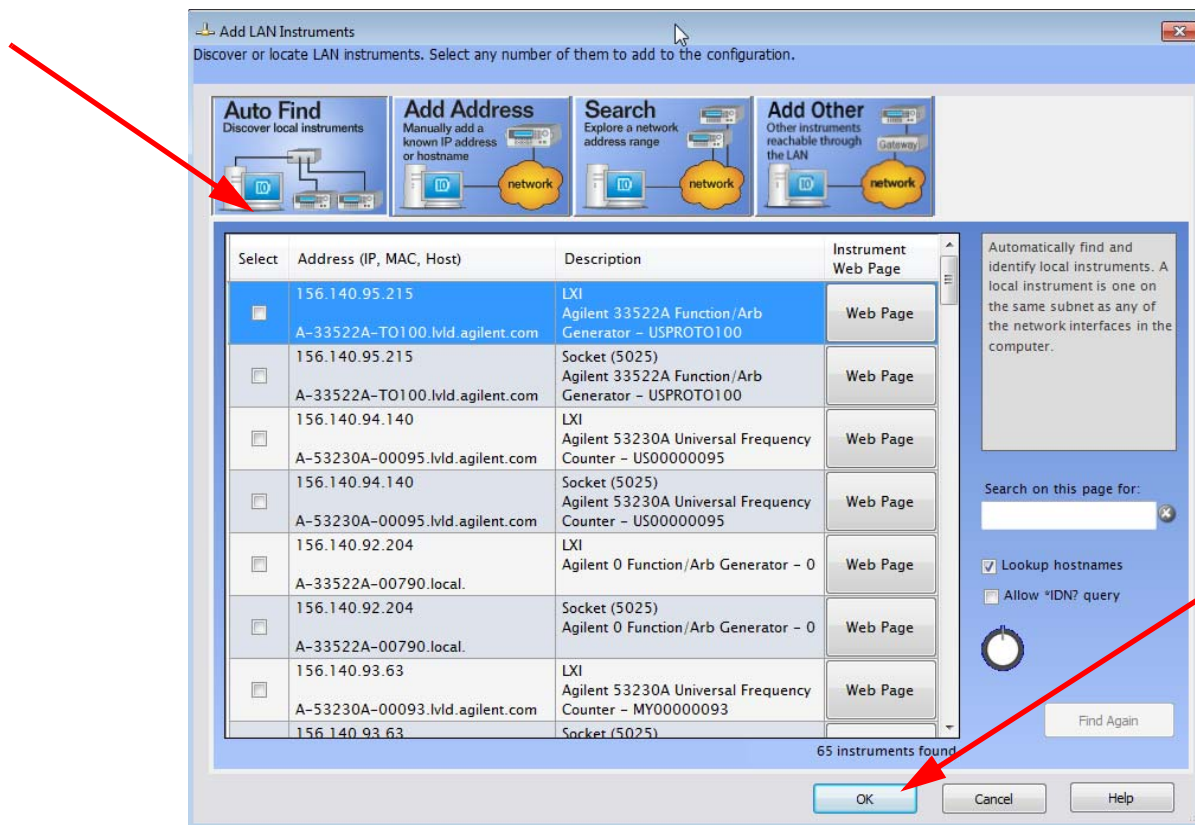 Add LAN Instruments
Discover or locate LAN instruments. Select any number of them to add to the configuration.
Auto Find
Discover local instruments
IO
Add Address
Manually add a
known IP address
or hostname
IO
network
Search
Explore a network
address range
IO
network
Add Other
Other instruments
reachable through
the LAN
Gateway
IO
network
Select Address (IP, MAC, Host) Description Instrument
Web Page
156.140.95.215 LXI
Agilent 33522A Function/Arb Web Page
A-33522A-TO100.lvld.agilent.com Generator - USPROTO100
156.140.95.215 Socket (5025)
Agilent 33522A Function/Arb Web Page
A-33522A-TO100.lvld.agilent.com Generator - USPROTO100
156.140.94.140 LXI
Agilent 53230A Universal Frequency Web Page
A-53230A-00095.lvld.agilent.com Counter - US00000095
156.140.94.140 Socket (5025)
Agilent 53230A Universal Frequency Web Page
A-53230A-00095.lvld.agilent.com Counter - US00000095
156.140.92.204 LXI
Agilent 0 Function/Arb Generator - 0 Web Page
A-33522A-00790.local.
156.140.92.204 Socket (5025)
Agilent 0 Function/Arb Generator - 0 Web Page
A-33522A-00790.local.
156.140.93.63 LXI
Agilent 53230A Universal Frequency Web Page
A-53230A-00093.lvld.agilent.com Counter - MY00000093
156.140.93.63 Socket (5025)
65 instruments found
Automatically find and
identify local instruments. A
local instrument is one on
the same subnet as any of
the network interfaces in the
computer.
Search on this page for:
Lookup hostnames
Allow *IDN? query
Find Again
OK Cancel Help